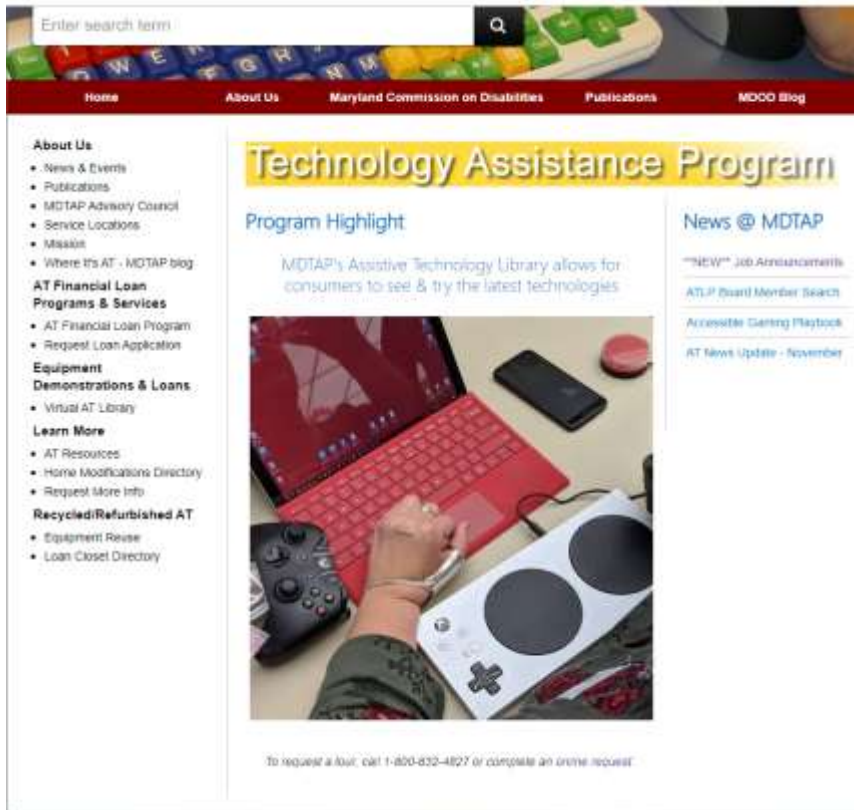 Enter search term
Q W E R
F G H
N M
Home About Us Maryland Commission on Disabilities Publications MDOD Blog
About Us
News & Events
Publications
MDTAP Advisory Council
Service Locations
Mission
Where It's AT - MDTAP blog
AT Financial Loan
Programs & Services
AT Financial Loan Program
Request Loan Application
Equipment
Demonstrations & Loans
Virtual AT Library
Learn More
AT Resources
Home Modifications Directory
Request More Info
Recycled/Refurbished AT
Equipment Reuse
Loan Closet Directory
Technology Assistance Program
Program Highlight
MDTAP's Assistive Technology Library allows for
consumers to see & try the latest technologies
To request a tour, call 1-800-832-4827 or complete an online request
News @ MDTAP
**NEW** Job Announcements
ATLP Board Member Search
Accessible Gaming Playbook
AT News Update - November